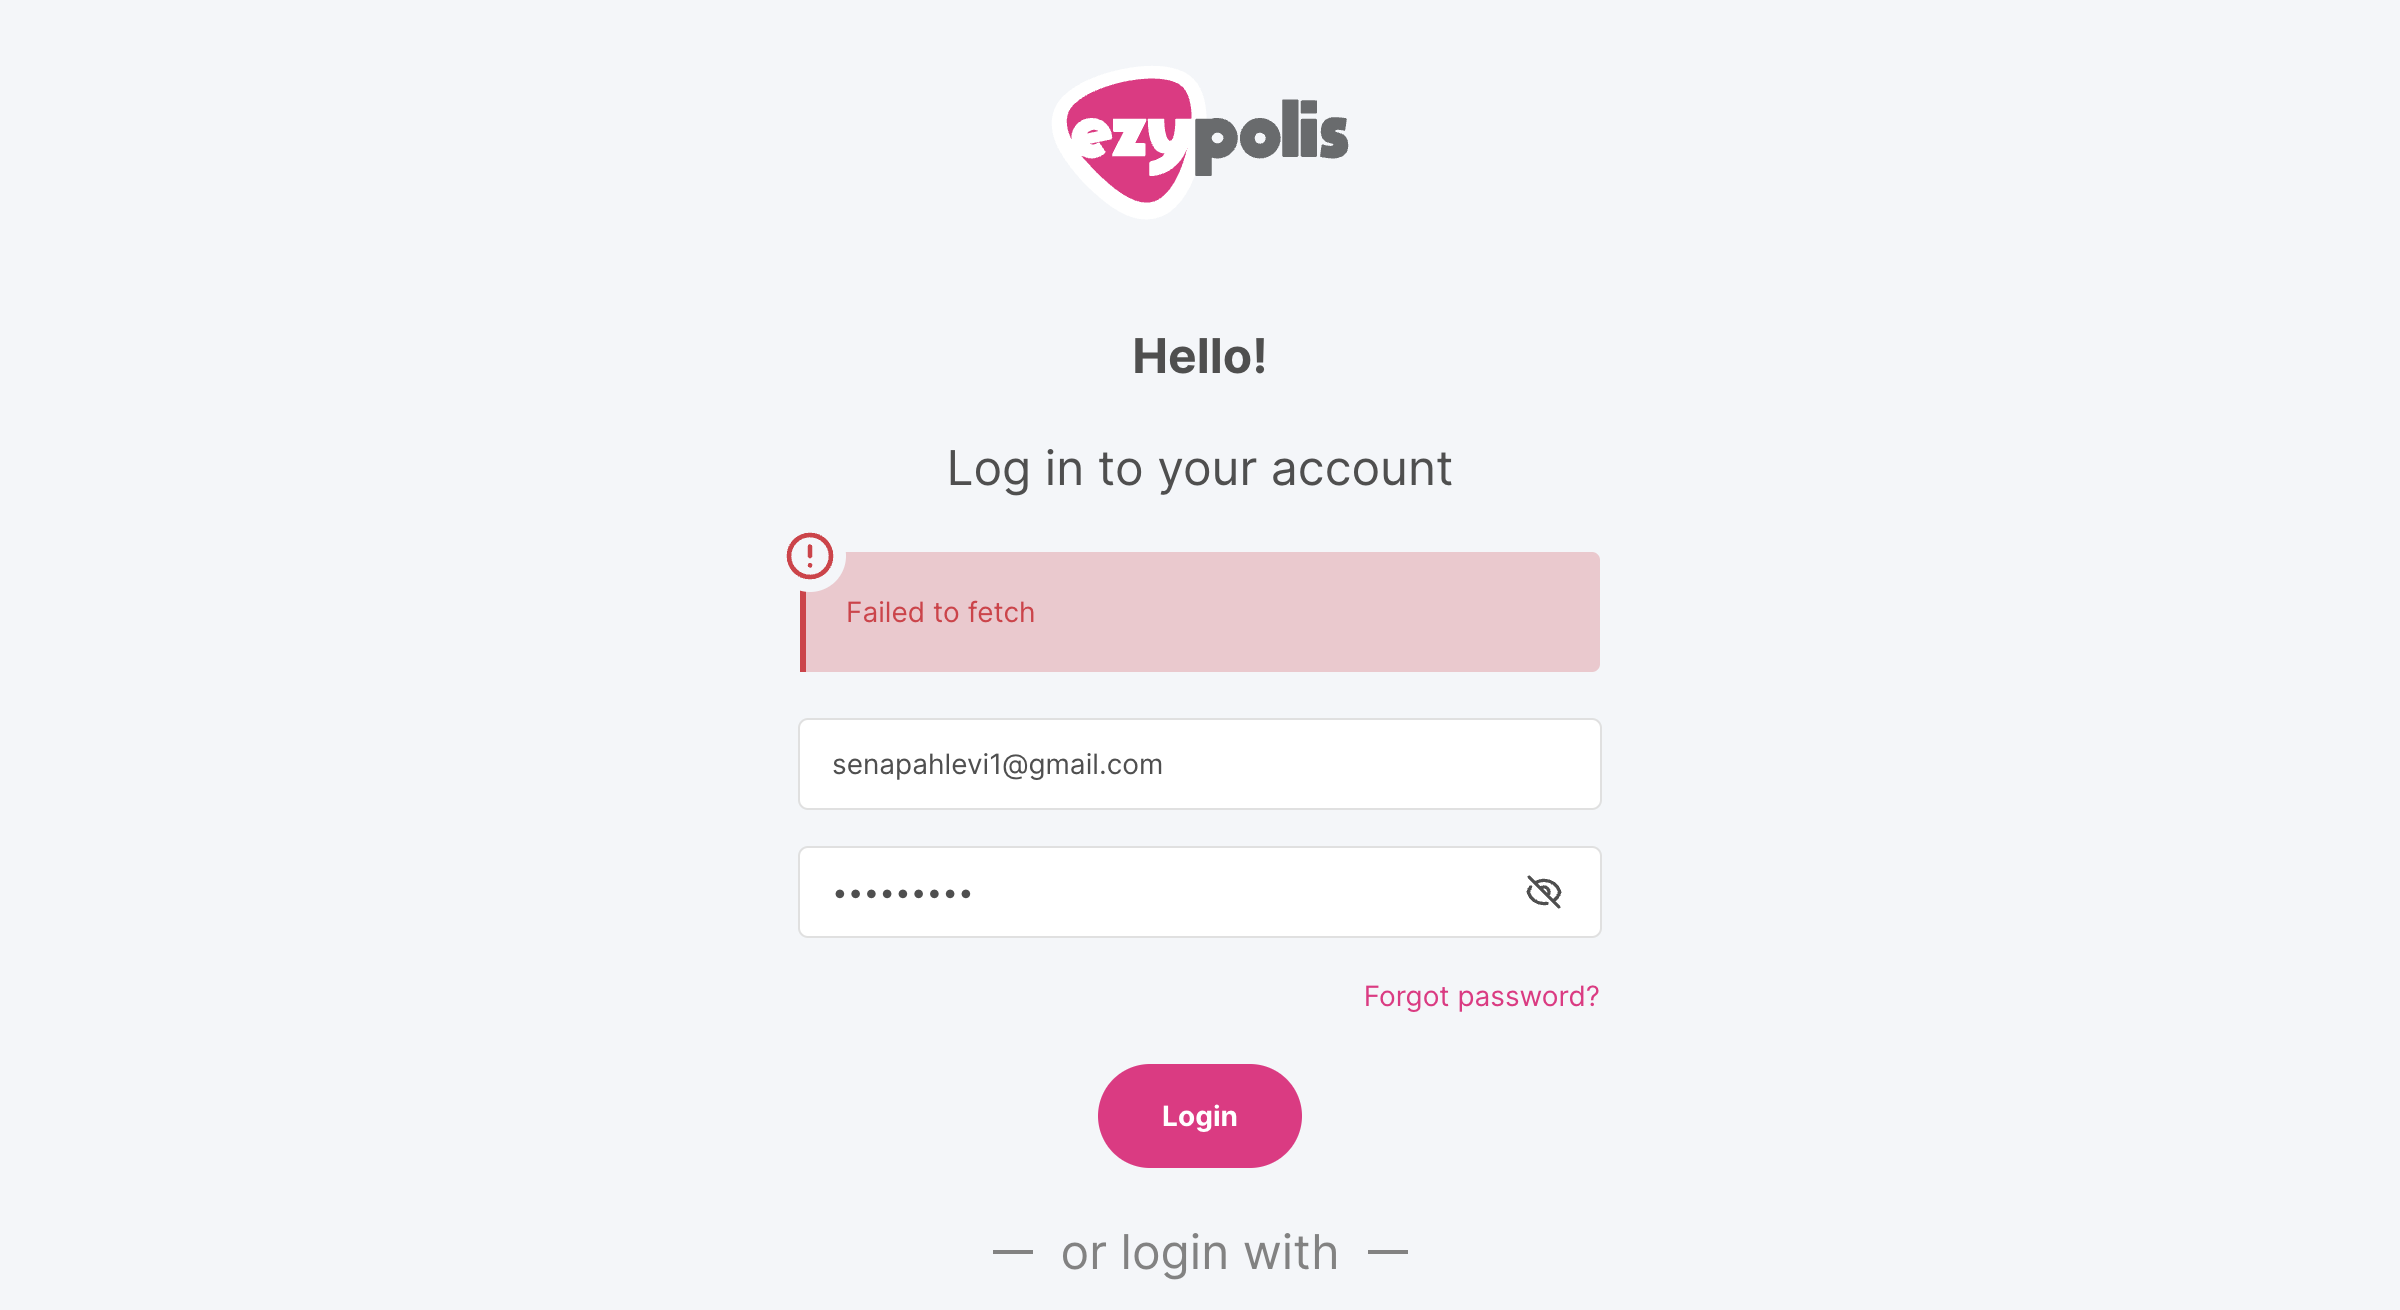 ezypolis
Hello!
Log in to your account
Failed to fetch
senapahlevi1@gmail.com
•••••••••
Forgot password?
Login
— or login with —